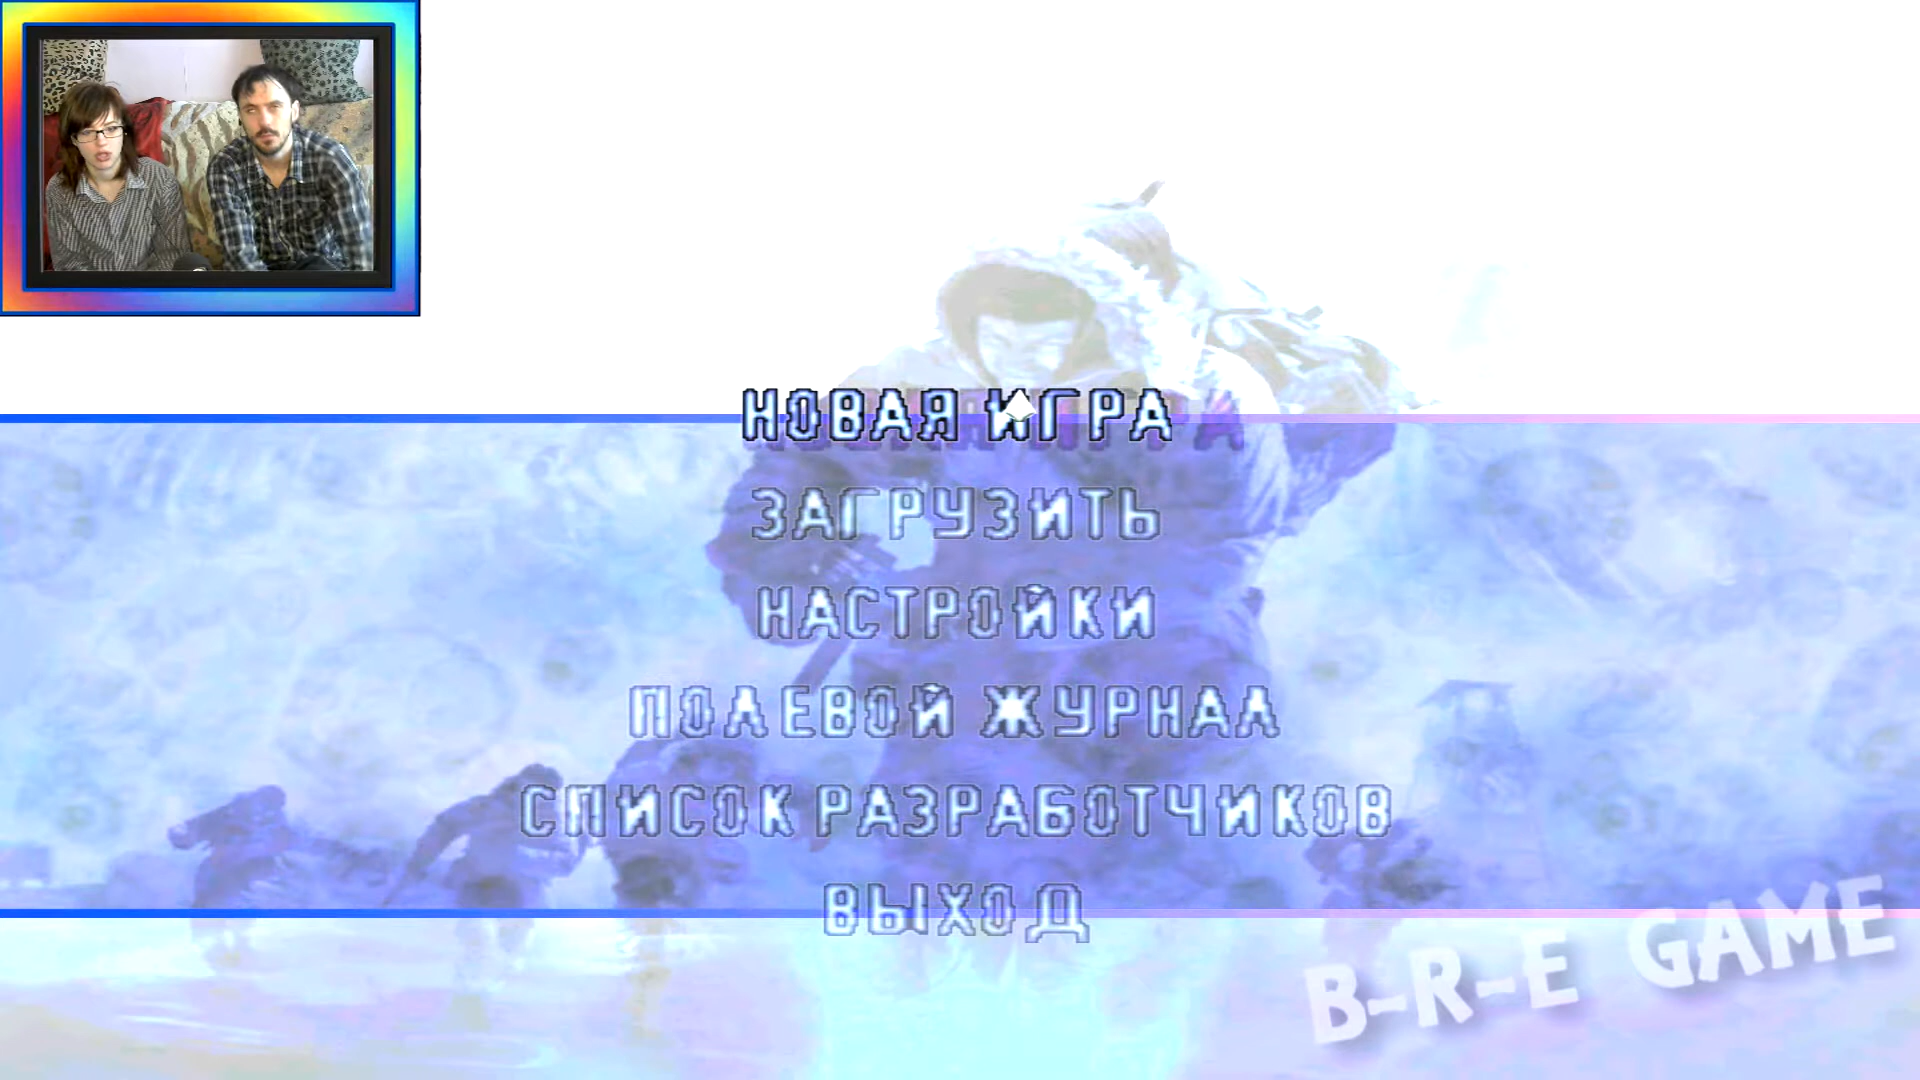 НОВАЯ ИГРА
ЗАГРУЗИТЬ
НАСТРОЙКИ
ПОЛЕВОЙ ЖУРНАЛ
СПИСОК РАЗРАБОТЧИКОВ
ВЫХОД
B-R-E GAME